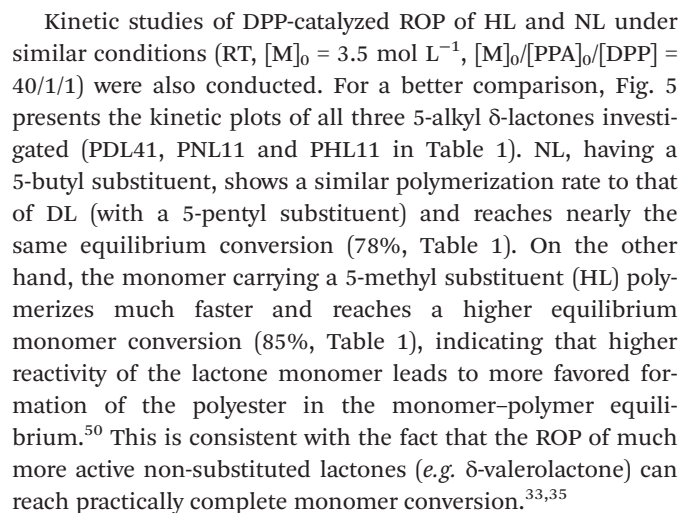 Kinetic studies of DPP-catalyzed ROP of HL and NL under
similar conditions (RT, [M]₀ = 3.5 mol L⁻¹, [M]₀/[PPA]₀/[DPP] =
40/1/1) were also conducted. For a better comparison, Fig. 5
presents the kinetic plots of all three 5-alkyl δ-lactones investi-
gated (PDL41, PNL11 and PHL11 in Table 1). NL, having a
5-butyl substituent, shows a similar polymerization rate to that
of DL (with a 5-pentyl substituent) and reaches nearly the
same equilibrium conversion (78%, Table 1). On the other
hand, the monomer carrying a 5-methyl substituent (HL) poly-
merizes much faster and reaches a higher equilibrium
monomer conversion (85%, Table 1), indicating that higher
reactivity of the lactone monomer leads to more favored for-
mation of the polyester in the monomer–polymer equili-
brium.⁵⁰ This is consistent with the fact that the ROP of much
more active non-substituted lactones (e.g. δ-valerolactone) can
reach practically complete monomer conversion.³³,³⁵